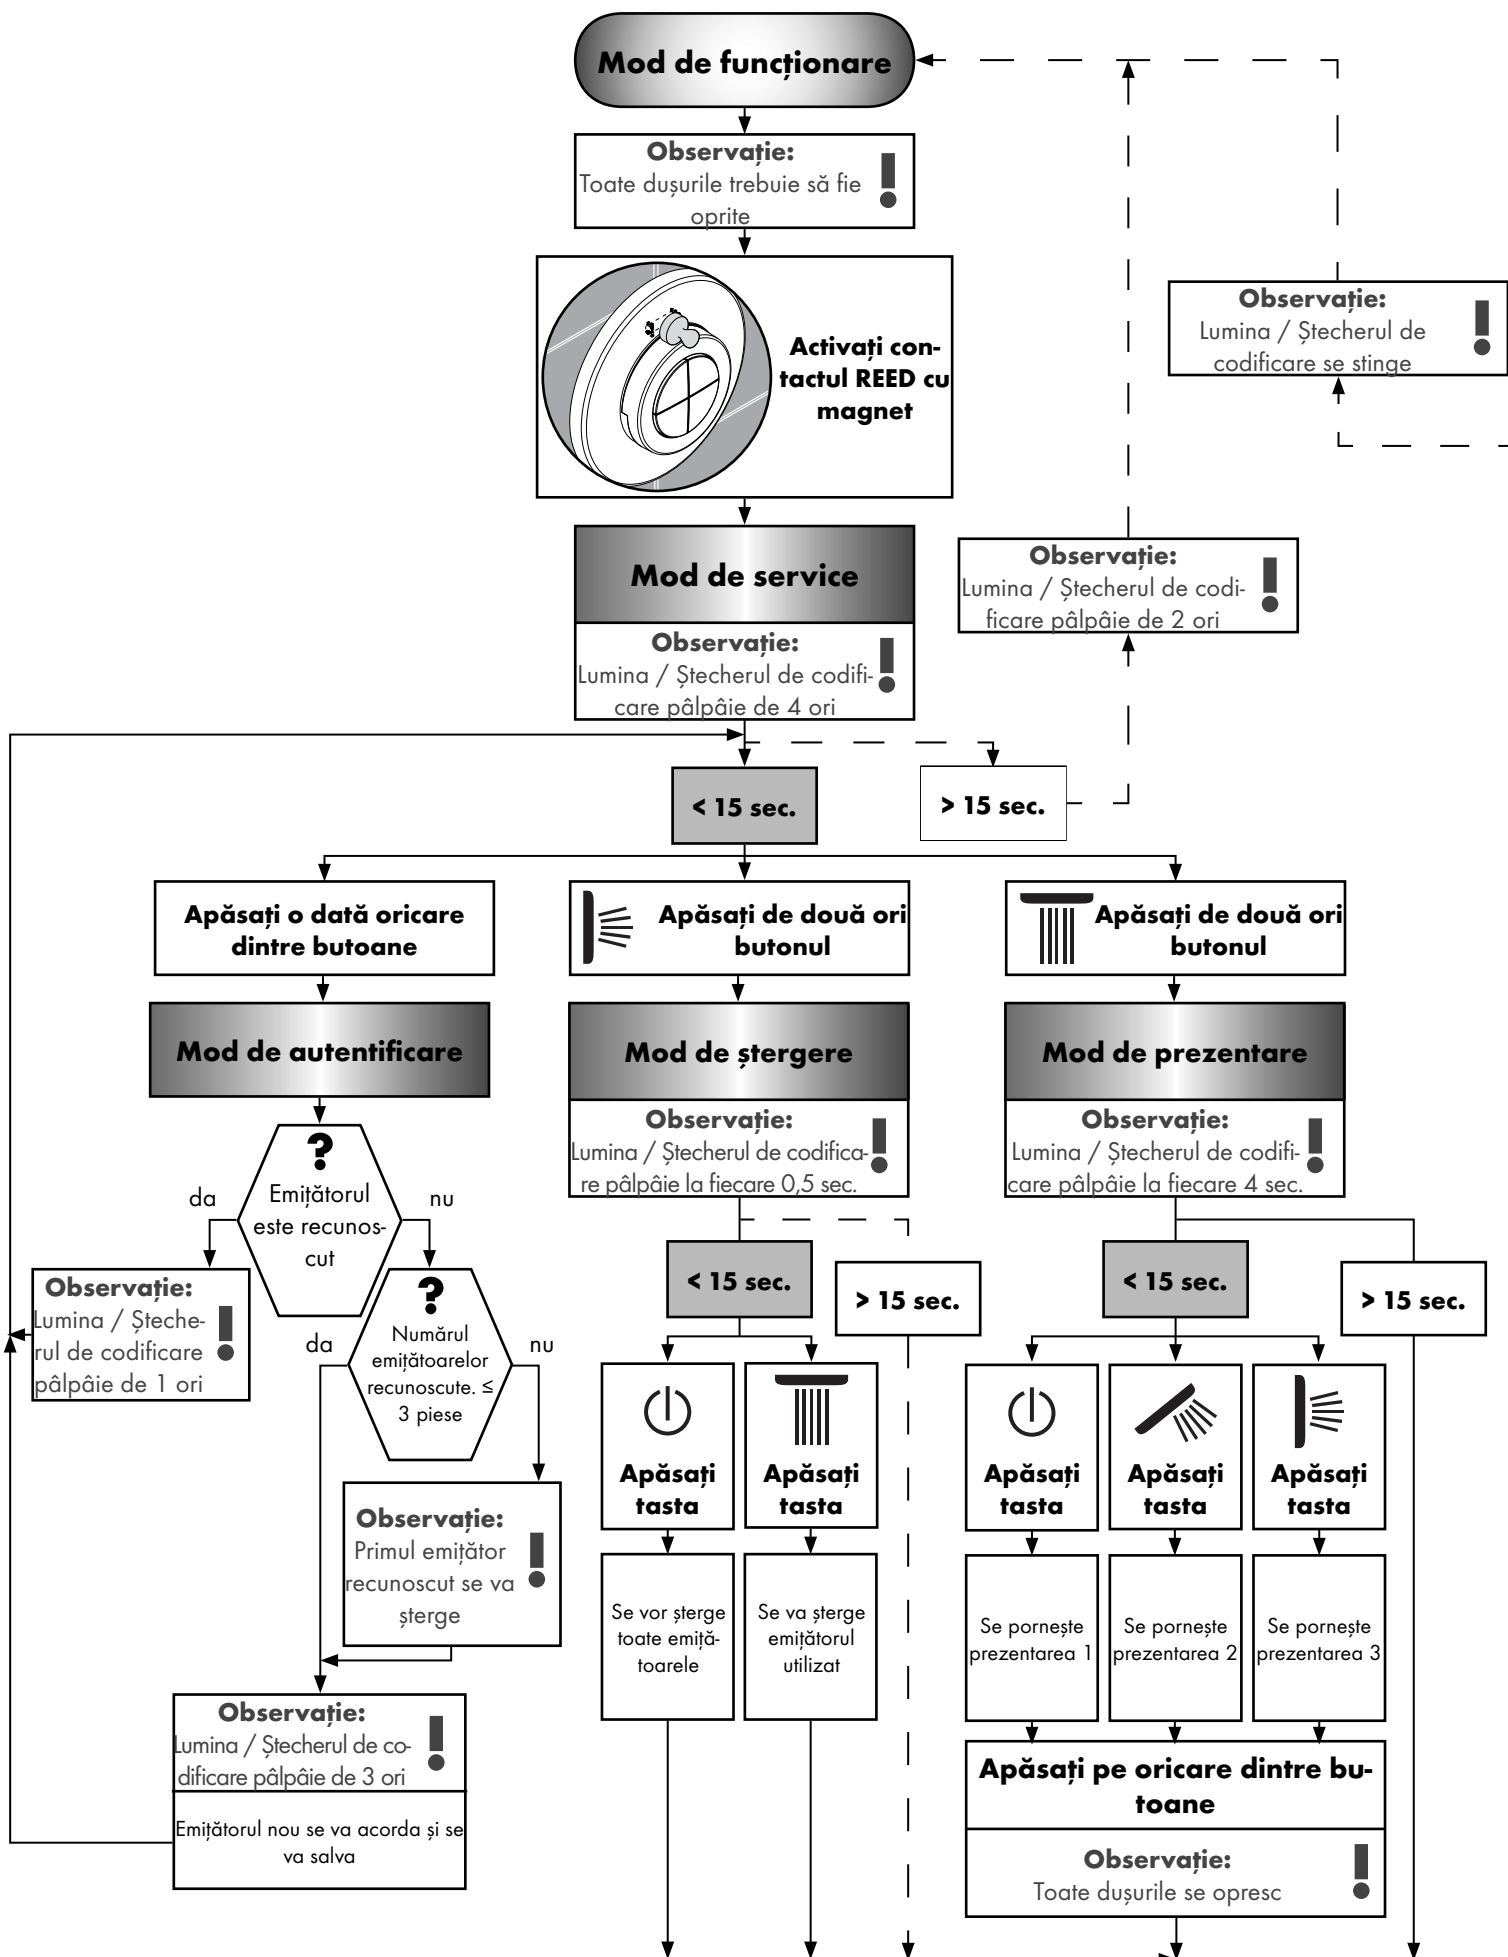 Mod de funcționare
Observație:
Toate dușurile trebuie să fie
oprite
Activați con-
tactul REED cu
magnet
Observație:
Lumina / Ștecherul de
codificare se stinge
Mod de service
Observație:
Lumina / Ștecherul de codifi-
care pâlpâie de 4 ori
Observație:
Lumina / Ștecherul de codi-
ficare pâlpâie de 2 ori
< 15 sec.
> 15 sec.
Apăsați o dată oricare
dintre butoane
Apăsați de două ori
butonul
Apăsați de două ori
butonul
Mod de autentificare
Mod de ștergere
Observație:
Lumina / Ștecherul de codifica-
re pâlpâie la fiecare 0,5 sec.
Mod de prezentare
Observație:
Lumina / Ștecherul de codifi-
care pâlpâie la fiecare 4 sec.
?
Emițătorul
este recunos-
cut
da
nu
Observație:
Lumina / Șteche-
rul de codificare
pâlpâie de 1 ori
?
Numărul
emițătoarelor
recunoscute. ≤
3 piese
da
nu
Observație:
Primul emițător
recunoscut se va
șterge
Observație:
Lumina / Ștecherul de co-
dificare pâlpâie de 3 ori
Emițătorul nou se va acorda și se
va salva
< 15 sec.
> 15 sec.
Apăsați
tasta
Apăsați
tasta
Se vor șterge
toate emiță-
toarele
Se va șterge
emițătorul
utilizat
< 15 sec.
> 15 sec.
Apăsați
tasta
Apăsați
tasta
Apăsați
tasta
Se pornește
prezentarea 1
Se pornește
prezentarea 2
Se pornește
prezentarea 3
Apăsați pe oricare dintre bu-
toane
Observație:
Toate dușurile se opresc